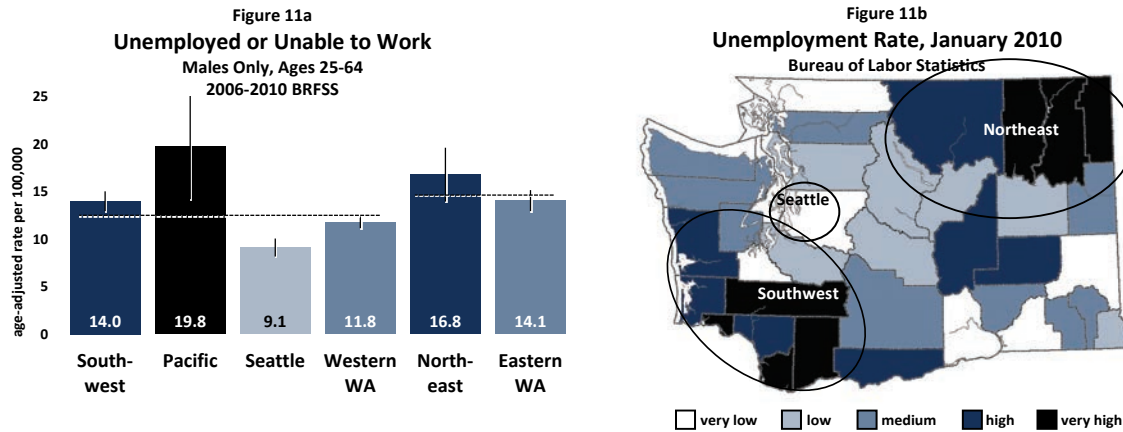 Figure 11a
Unemployed or Unable to Work
Males Only, Ages 25-64
2006-2010 BRFSS
age-adjusted rate per 100,000
25
20
15
10
5
0
14.0
19.8
9.1
11.8
16.8
14.1
South-
west
Pacific
Seattle
Western
WA
North-
east
Eastern
WA
Figure 11b
Unemployment Rate, January 2010
Bureau of Labor Statistics
Northeast
Seattle
Southwest
very low
low
medium
high
very high